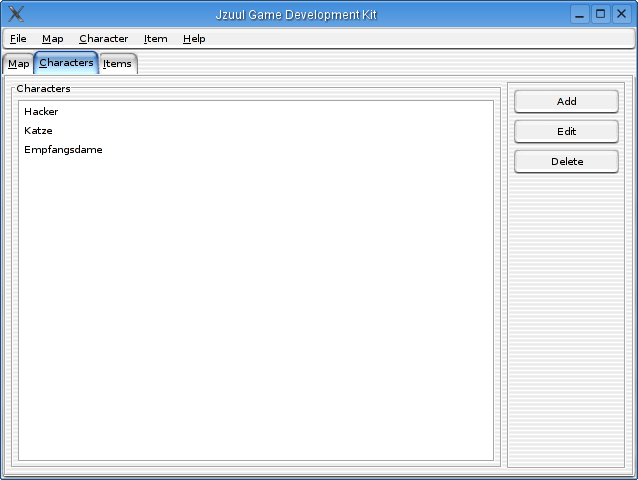 Jzuul Game Development Kit
File Map Character Item Help
Map Characters Items
Characters
Hacker
Katze
Empfangsdame
Add
Edit
Delete